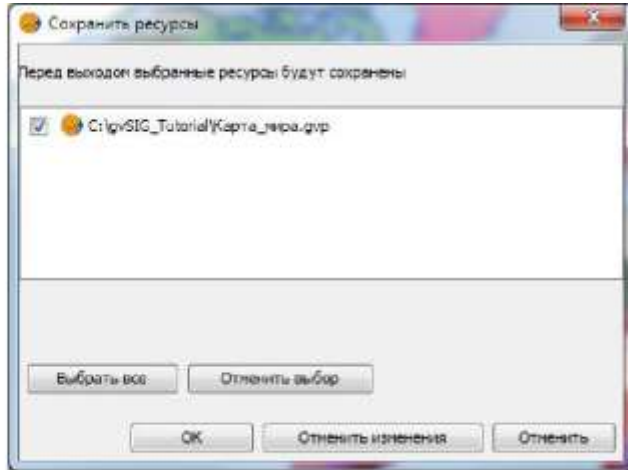 Сохранить ресурсы
Перед выходом выбранные ресурсы будут сохранены
C:\gvSIG_Tutorial\Карта_мира.gvp
Выбрать все
Отменить выбор
OK
Отменить изменения
Отменить